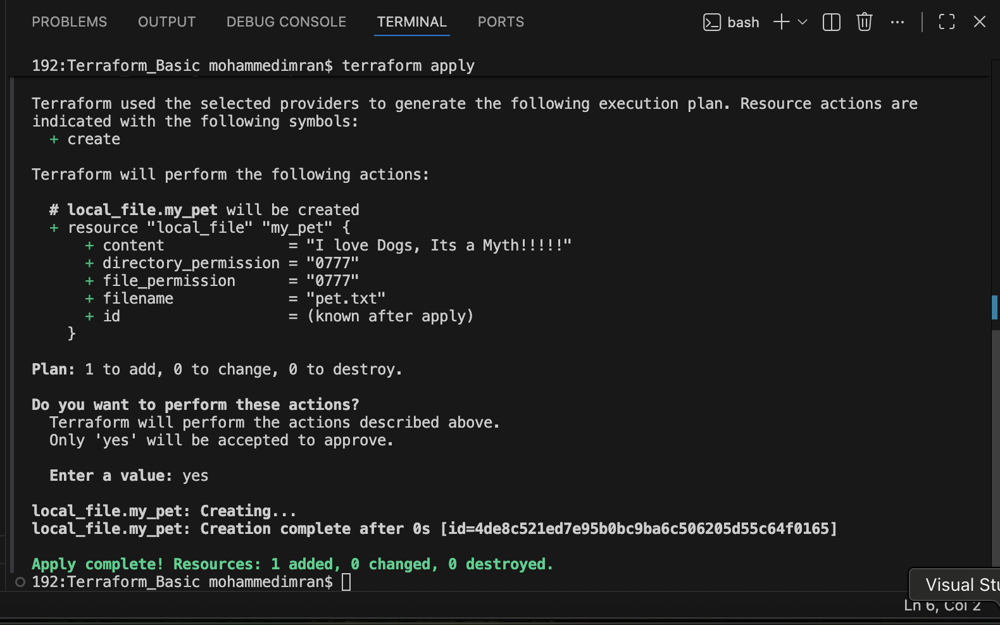 PROBLEMS OUTPUT DEBUG CONSOLE TERMINAL PORTS bash
192:Terraform_Basic mohammedimran$ terraform apply
Terraform used the selected providers to generate the following execution plan. Resource actions are
indicated with the following symbols:
  + create
Terraform will perform the following actions:
  # local_file.my_pet will be created
  + resource "local_file" "my_pet" {
      + content              = "I love Dogs, Its a Myth!!!!!"
      + directory_permission = "0777"
      + file_permission      = "0777"
      + filename             = "pet.txt"
      + id                   = (known after apply)
    }
Plan: 1 to add, 0 to change, 0 to destroy.
Do you want to perform these actions?
  Terraform will perform the actions described above.
  Only 'yes' will be accepted to approve.
  Enter a value: yes
local_file.my_pet: Creating...
local_file.my_pet: Creation complete after 0s [id=4de8c521ed7e95b0bc9ba6c506205d55c64f0165]
Apply complete! Resources: 1 added, 0 changed, 0 destroyed.
192:Terraform_Basic mohammedimran$
Visual Stu
Ln 6, Col 2